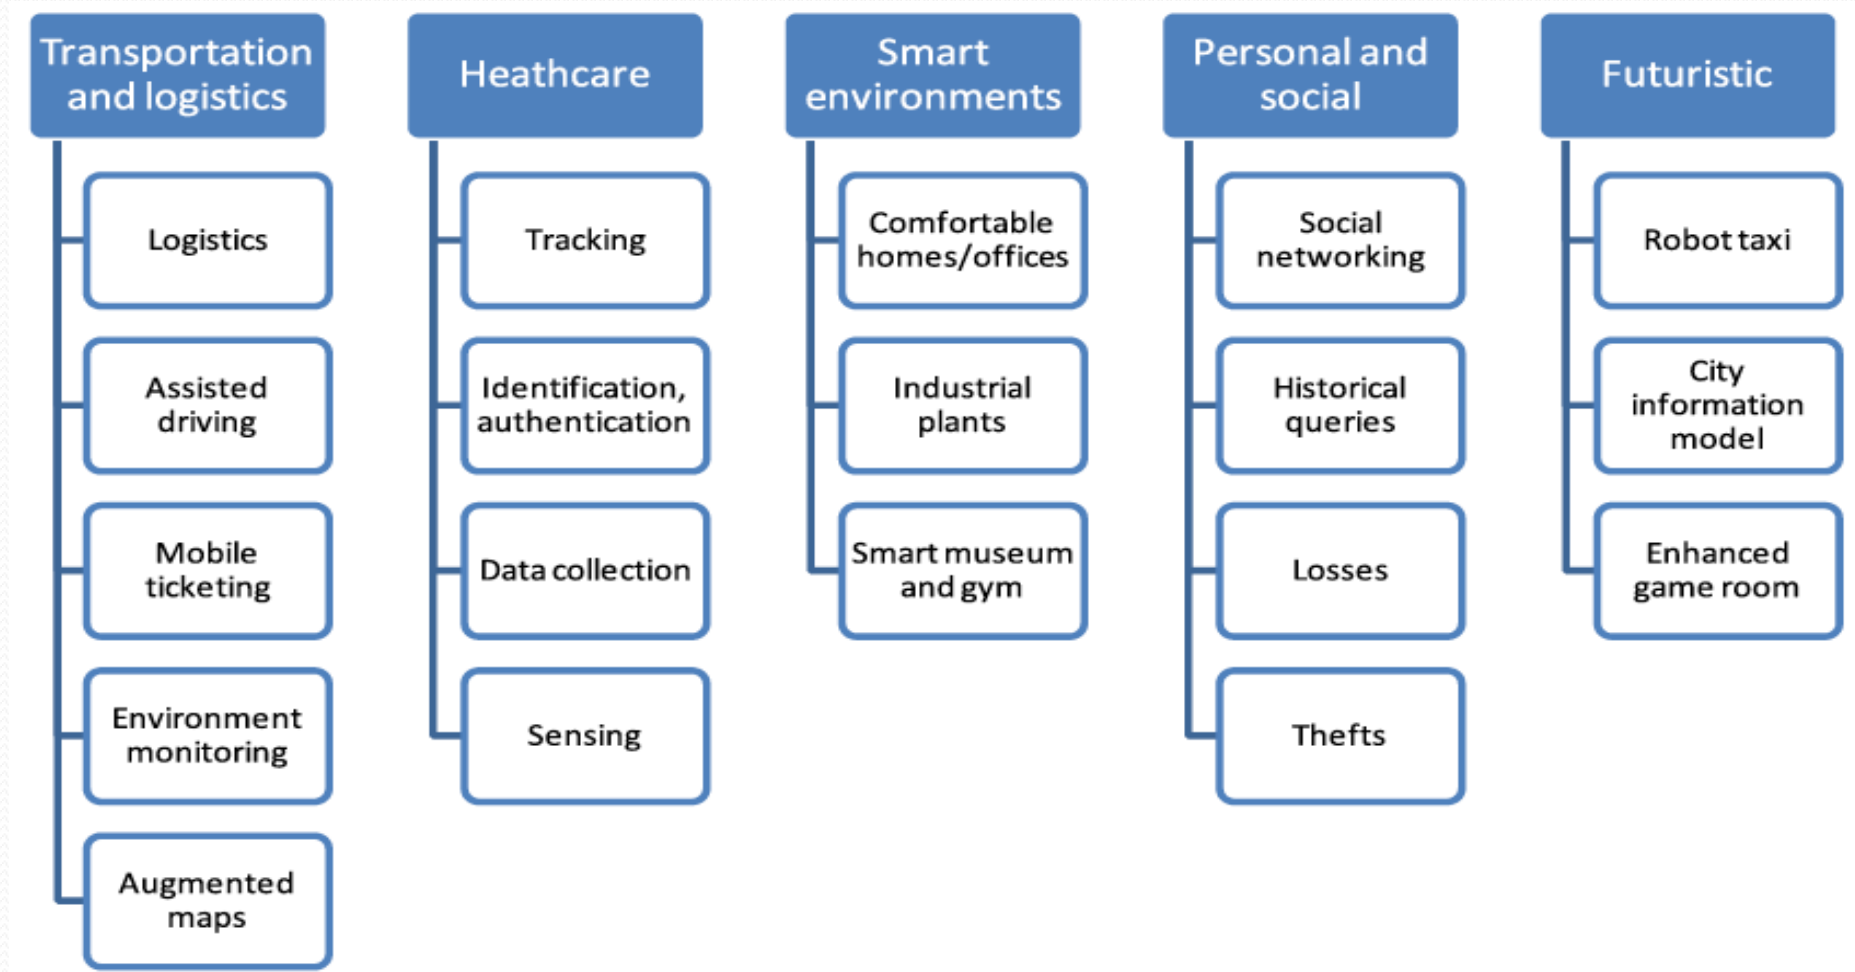 Transportation
and logistics
Logistics
Assisted
driving
Mobile
ticketing
Environment
monitoring
Augmented
maps
Heathcare
Tracking
Identification,
authentication
Data collection
Sensing
Smart
environments
Comfortable
homes/offices
Industrial
plants
Smart museum
and gym
Personal and
social
Social
networking
Historical
queries
Losses
Thefts
Futuristic
Robot taxi
City
information
model
Enhanced
game room